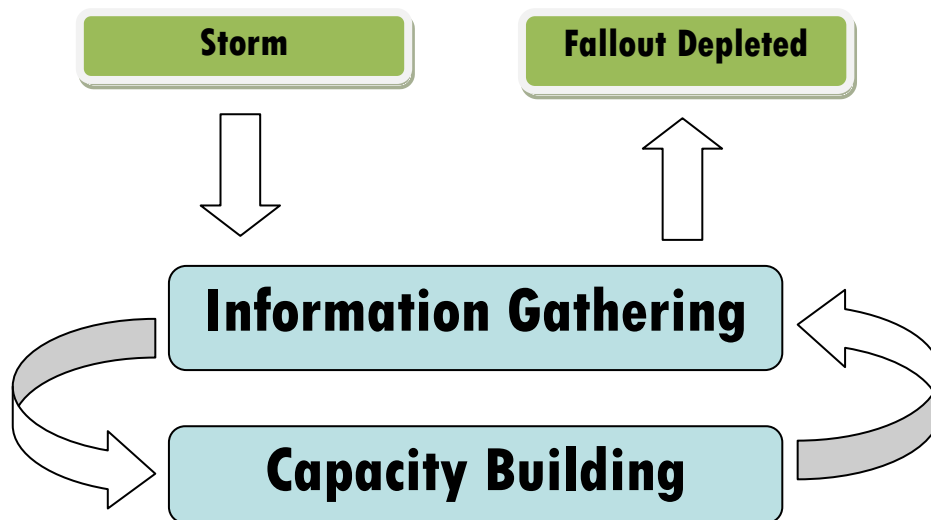 Storm
Fallout Depleted
Information Gathering
Capacity Building